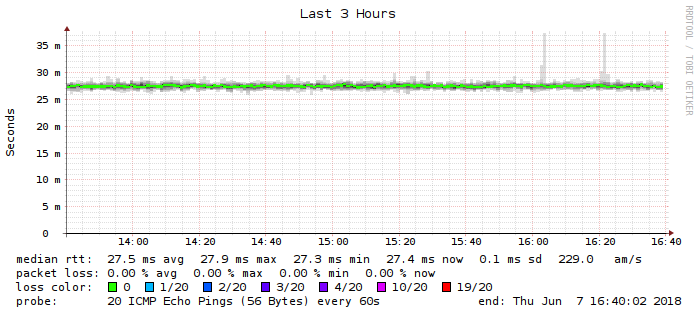 Last 3 Hours
RRDTOOL / TOBI OETIKER
Seconds
35 m
30 m
25 m
20 m
15 m
10 m
5 m
0
14:00 14:20 14:40 15:00 15:20 15:40 16:00 16:20 16:40
median rtt: 27.5 ms avg 27.9 ms max 27.3 ms min 27.4 ms now 0.1 ms sd 229.0 am/s
packet loss: 0.00 % avg 0.00 % max 0.00 % min 0.00 % now
loss color: 0 1/20 2/20 3/20 4/20 10/20 19/20
probe: 20 ICMP Echo Pings (56 Bytes) every 60s end: Thu Jun 7 16:40:02 2018